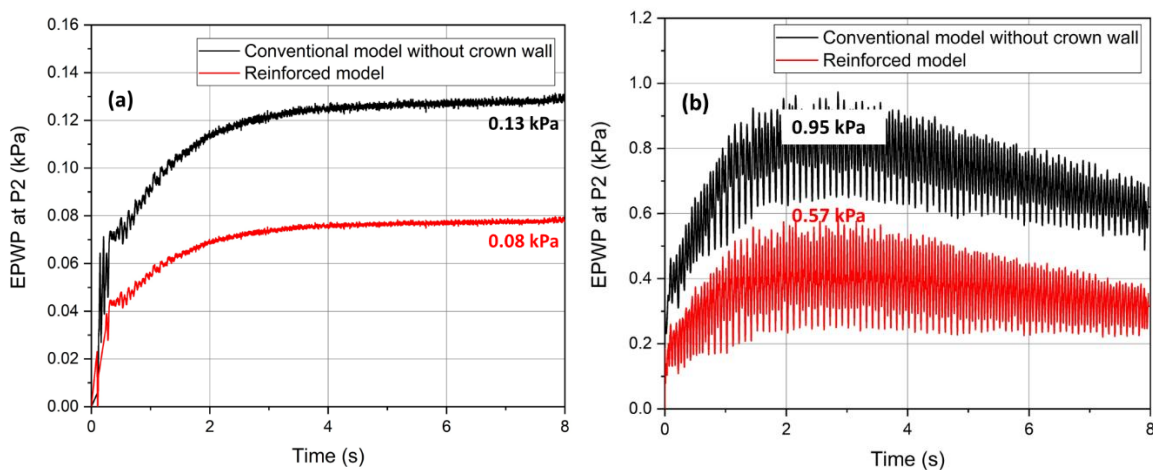 0.16
0.14
0.12
0.10
0.08
0.06
0.04
0.02
0.00
EPWP at P2 (kPa)
Conventional model without crown wall
Reinforced model
(a)
0.13 kPa
0.08 kPa
0 2 4 6 8
Time (s)
1.2
1.0
0.8
0.6
0.4
0.2
0.0
EPWP at P2 (kPa)
Conventional model without crown wall
Reinforced model
(b)
0.95 kPa
0.57 kPa
0 2 4 6 8
Time (s)